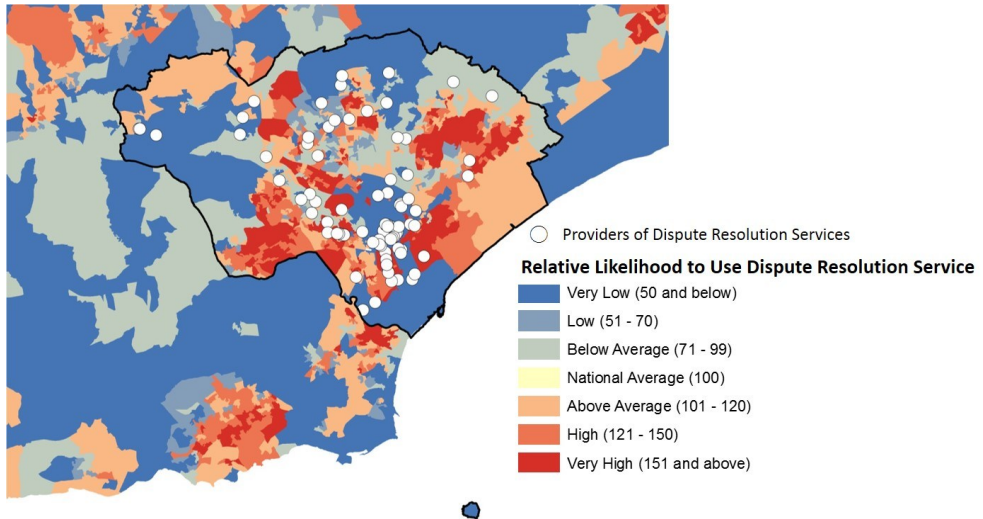 Providers of Dispute Resolution Services
Relative Likelihood to Use Dispute Resolution Service
Very Low (50 and below)
Low (51 - 70)
Below Average (71 - 99)
National Average (100)
Above Average (101 - 120)
High (121 - 150)
Very High (151 and above)